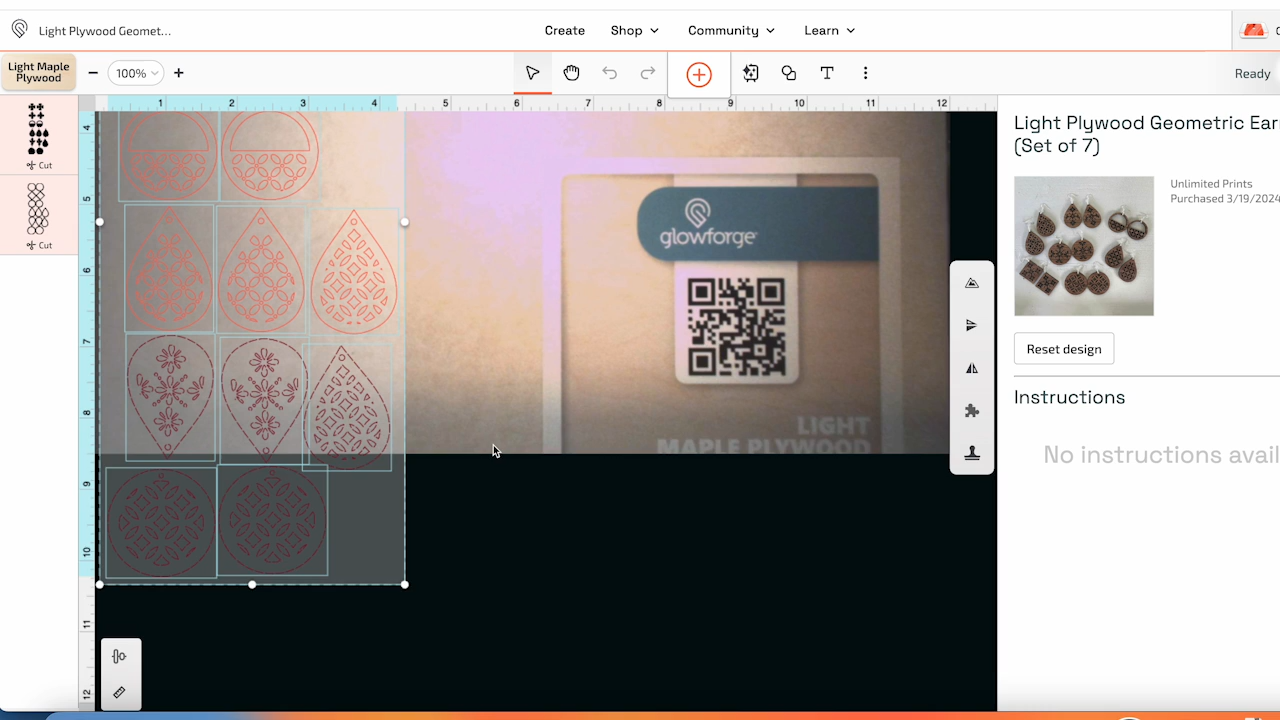 Light Plywood Geomet...
Create
Shop
Community
Learn
Light Maple
Plywood
100%
Ready
1 2 3 4 5 6 7 8 9 10 11 12
4
5
6
7
8
9
10
11
12
Cut
Cut
glowforge
LIGHT
MAPLE PLYWOOD
Light Plywood Geometric Ear
(Set of 7)
Unlimited Prints
Purchased 3/19/2024
Reset design
Instructions
No instructions avail